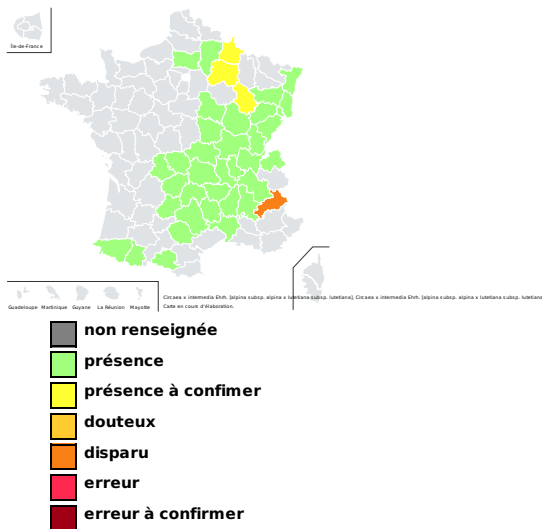 Île-de-France
Guadeloupe Martinique Guyane La Réunion Mayotte
Circaea x intermedia Ehrh. [alpina subsp. alpina x lutetiana subsp. lutetiana], Circaea x intermedia Ehrh. [alpina subsp. alpina x lutetiana subsp. lutetiana
Carte en cours d'élaboration.
non renseignée
présence
présence à confimer
douteux
disparu
erreur
erreur à confirmer